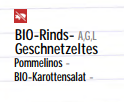 BIO-Rinds- A,G,L
Geschnetzeltes
Pommelinos -
BIO-Karottensalat -